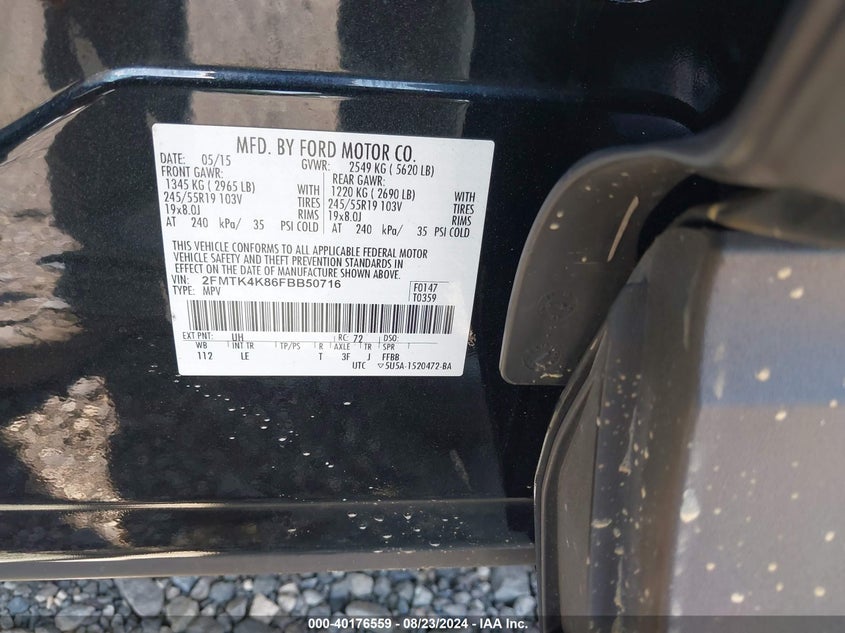 MFD. BY FORD MOTOR CO.
DATE: 05/15 GVWR: 2549 KG ( 5620 LB)
FRONT GAWR: REAR GAWR:
1345 KG ( 2965 LB) WITH 1220 KG ( 2690 LB) WITH
245/55R19 103V TIRES 245/55R19 103V TIRES
19x8.0J RIMS 19x8.0J RIMS
AT 240 kPa/ 35 PSI COLD AT 240 kPa/ 35 PSI COLD
THIS VEHICLE CONFORMS TO ALL APPLICABLE FEDERAL MOTOR
VEHICLE SAFETY AND THEFT PREVENTION STANDARDS IN
EFFECT ON THE DATE OF MANUFACTURE SHOWN ABOVE.
VIN: 2FMTK4K86FBB50716 F0147
TYPE: MPV T0359
EXT PNT: UH RC: 72 DSO:
WB INT TR TP/PS R AXLE TR SPR
112 LE T 3F J FFBB
UTC ▽5U5A-1520472-BA
000-40176559 - 08/23/2024 - IAA Inc.